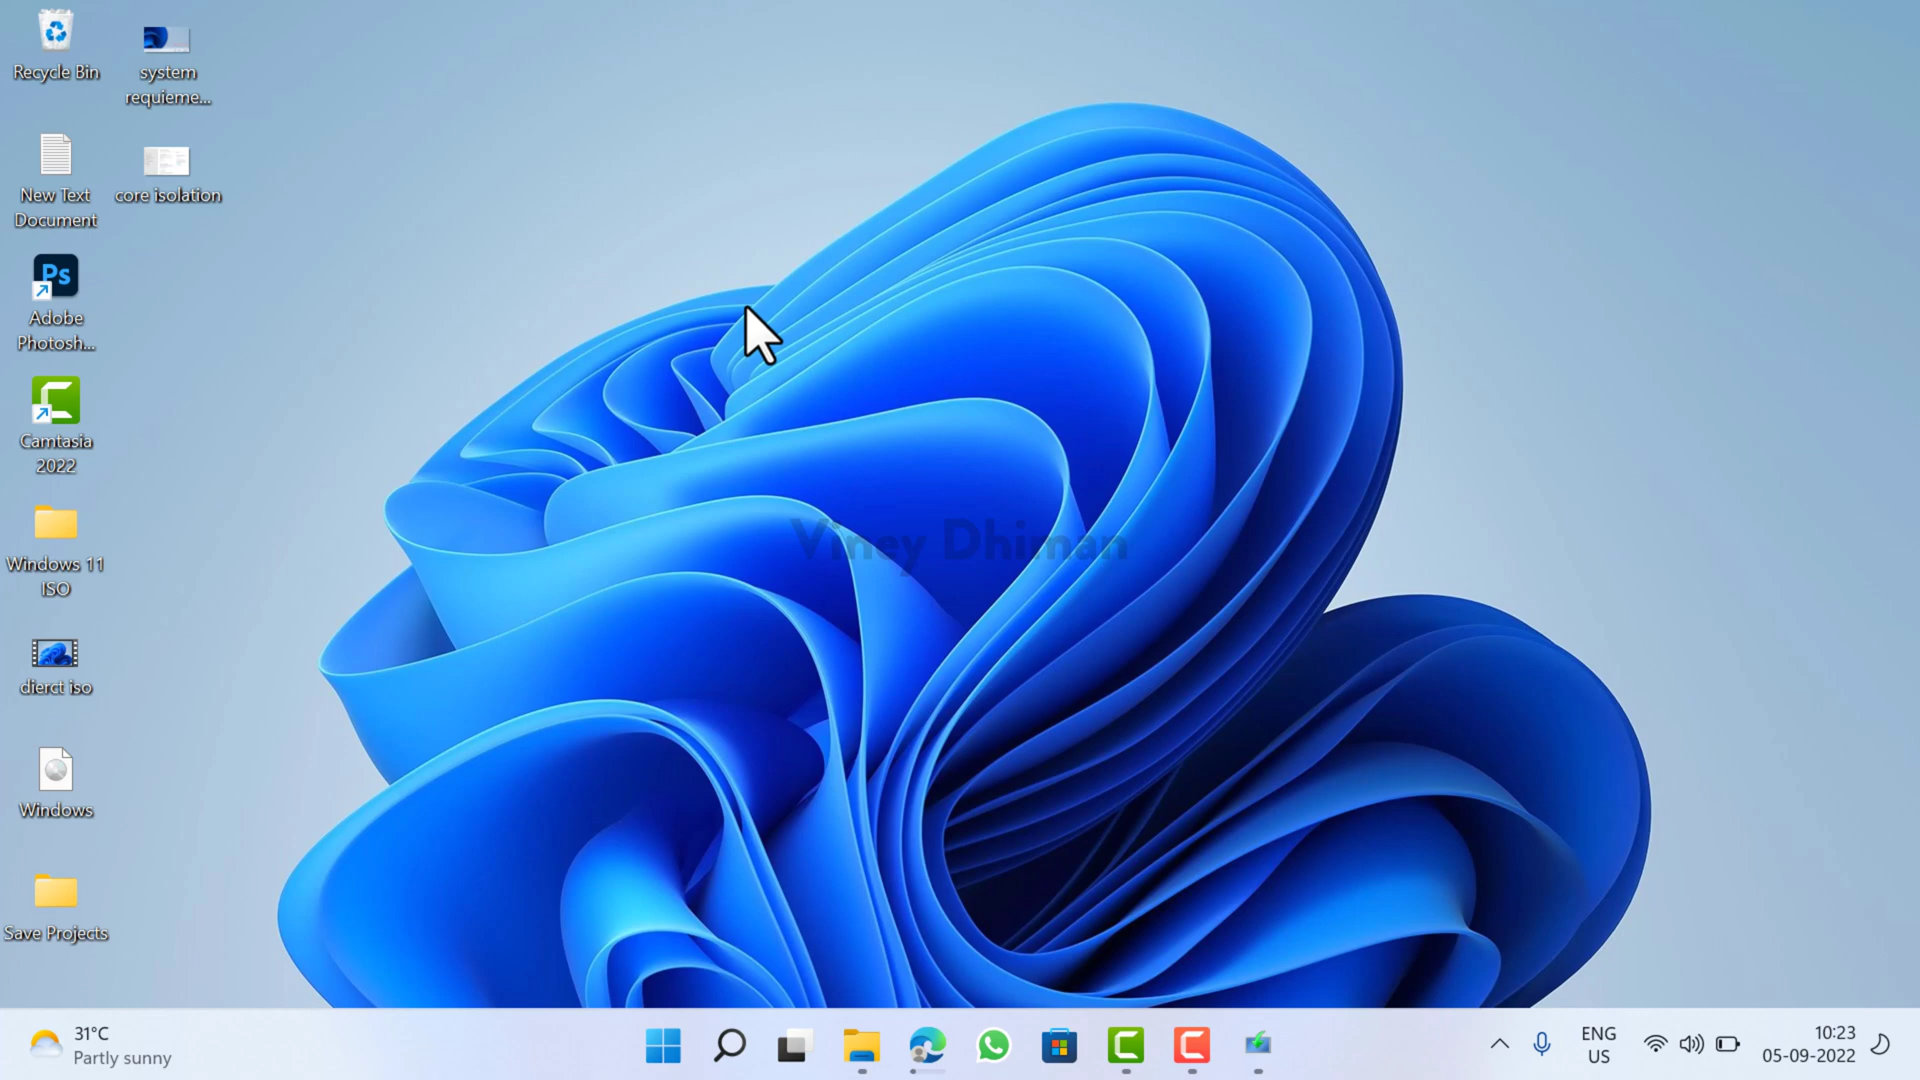 Recycle Bin
system
requieme...
New Text
Document
core isolation
Ps
Adobe
Photosh...
Camtasia
2022
Windows 11
ISO
dierct iso
Windows
Save Projects
Viney Dhiman
31°C
Partly sunny
ENG
US
10:23
05-09-2022